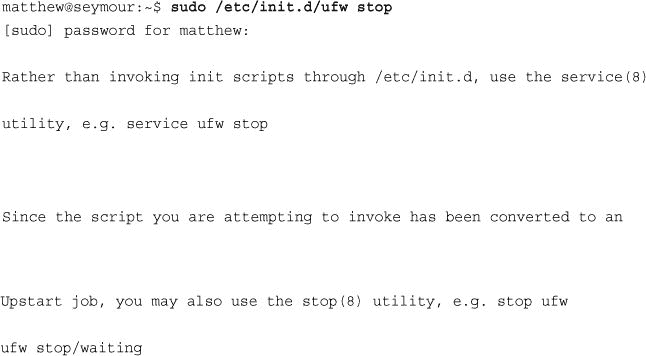 matthew@seymour:~$ sudo /etc/init.d/ufw stop
[sudo] password for matthew:
Rather than invoking init scripts through /etc/init.d, use the service(8)
utility, e.g. service ufw stop
Since the script you are attempting to invoke has been converted to an
Upstart job, you may also use the stop(8) utility, e.g. stop ufw
ufw stop/waiting